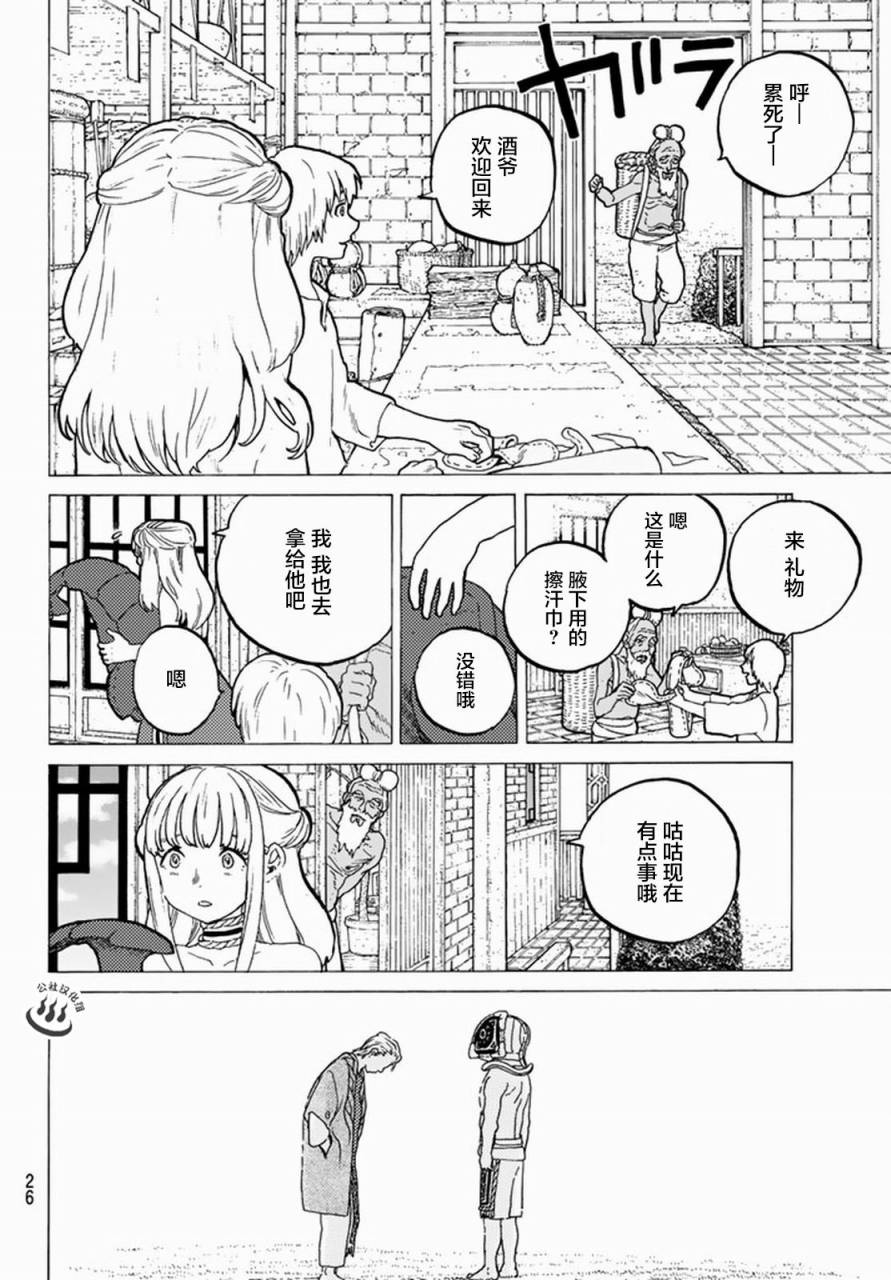 ガラ
呼—
累死了—
酒爷
欢迎回来
来 礼物
嗯
这是什么
腋下用的
擦汗巾?
没错哦
我 我也去
拿给他吧
嗯
咕咕现在
有点事哦
公社汉化组
26